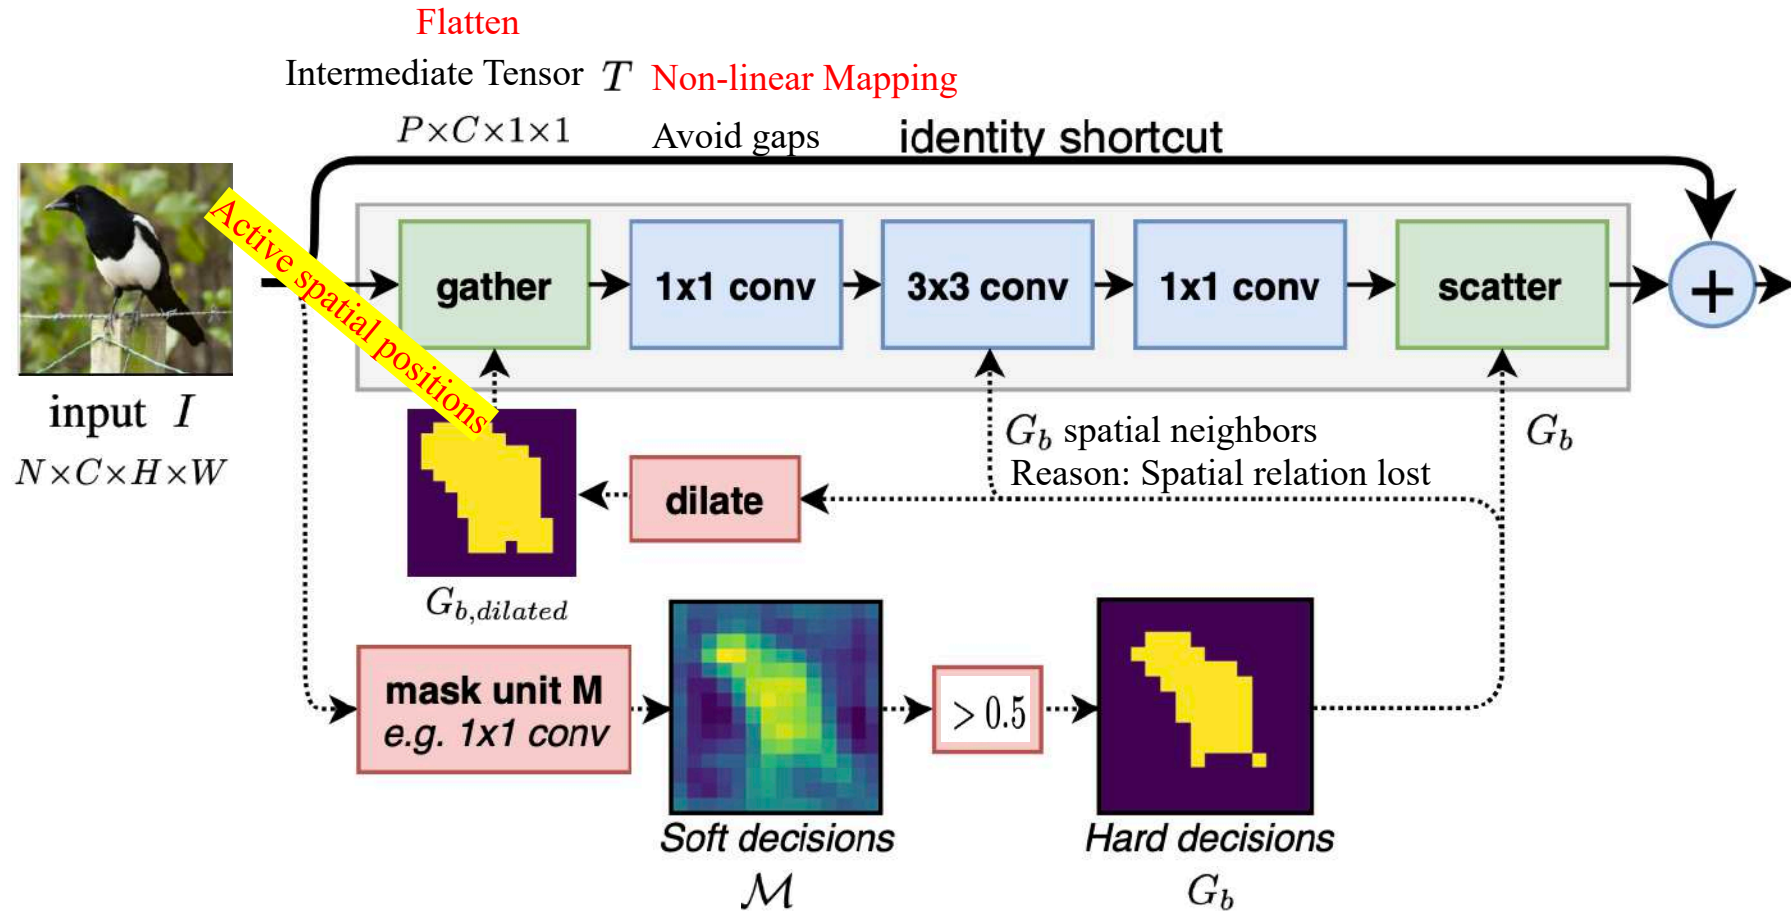 Flatten
Intermediate Tensor T Non-linear Mapping
P×C×1×1 Avoid gaps identity shortcut
Active spatial positions
gather 1x1 conv 3x3 conv 1x1 conv scatter +
input I
N×C×H×W
G_b spatial neighbors G_b
Reason: Spatial relation lost
dilate
G_{b,dilated}
mask unit M
e.g. 1x1 conv
> 0.5
Soft decisions Hard decisions
ℳ G_b